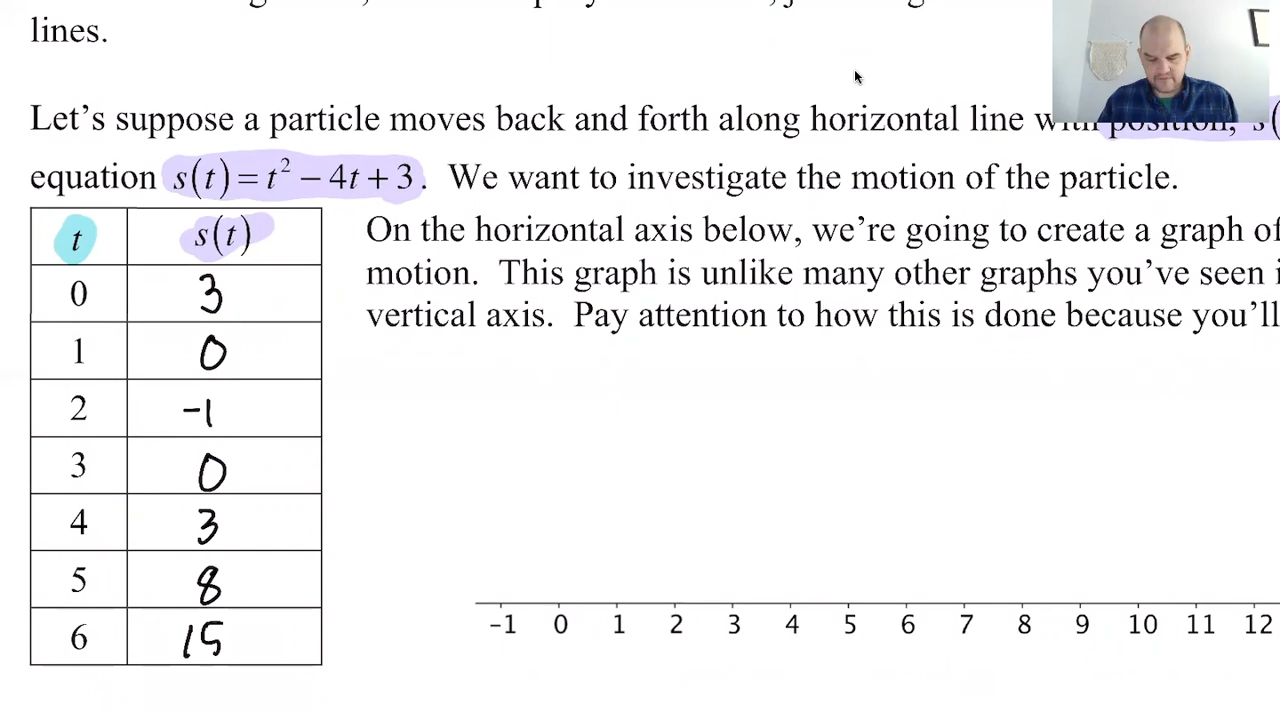 lines.
Let's suppose a particle moves back and forth along horizontal line with position, s(
equation s(t) = t² − 4t + 3. We want to investigate the motion of the particle.
On the horizontal axis below, we're going to create a graph of
motion. This graph is unlike many other graphs you've seen i
vertical axis. Pay attention to how this is done because you'll
t s(t)
0 3
1 0
2 -1
3 0
4 3
5 8
6 15
−1 0 1 2 3 4 5 6 7 8 9 10 11 12